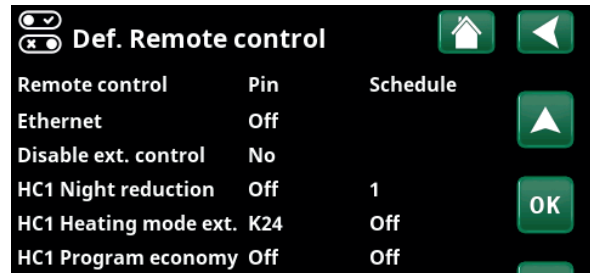 Def. Remote control
Remote control Pin Schedule
Ethernet Off
Disable ext. control No
HC1 Night reduction Off 1
HC1 Heating mode ext. K24 Off
HC1 Program economy Off Off
OK